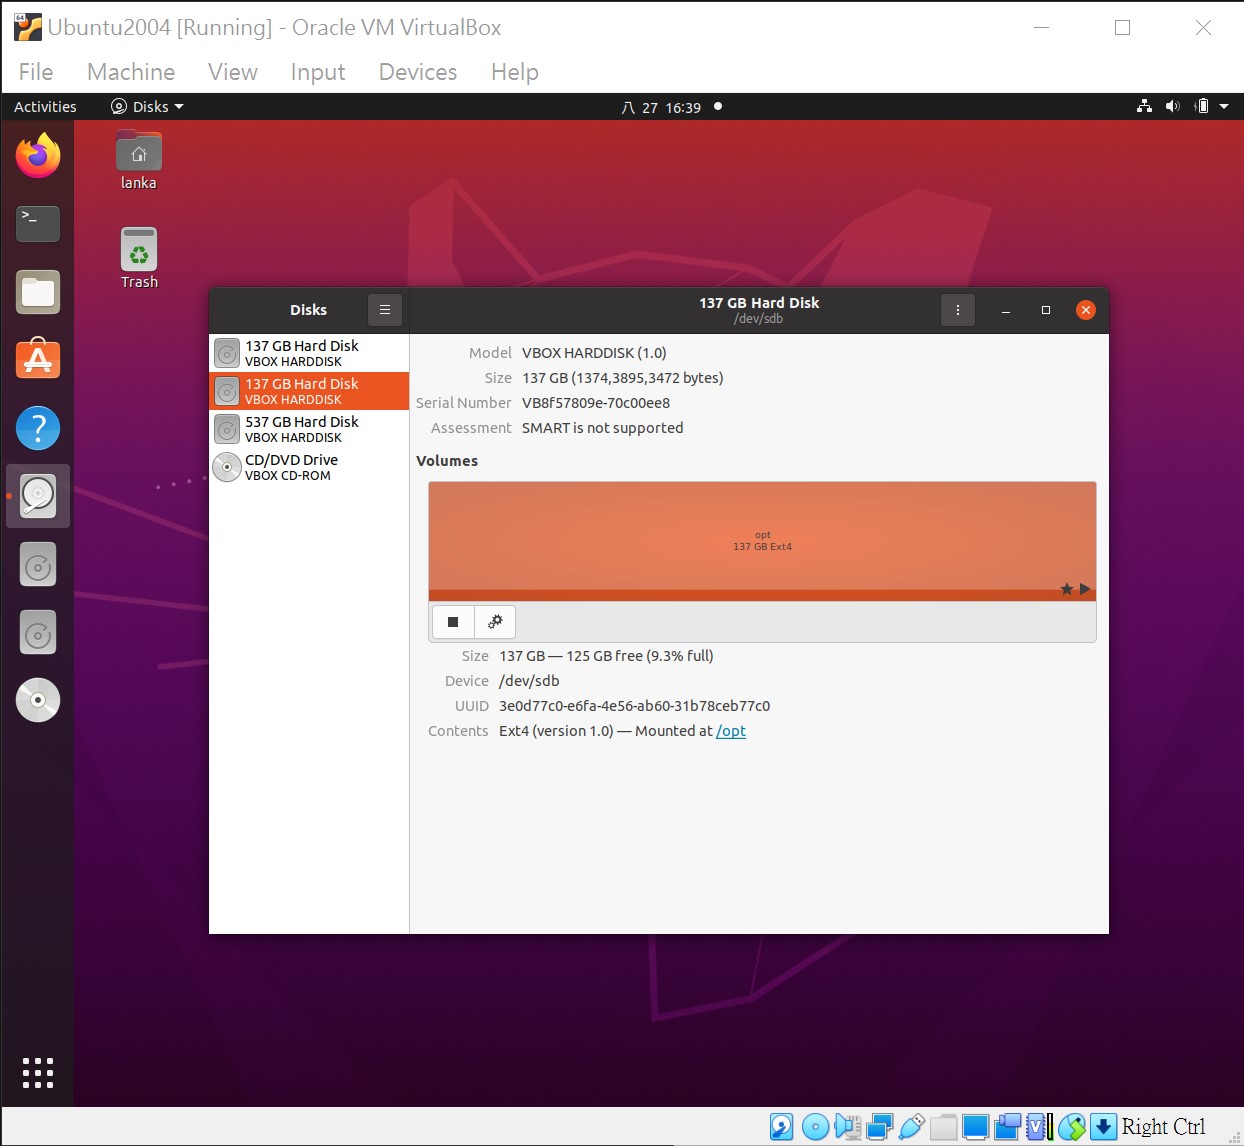 Ubuntu2004 [Running] - Oracle VM VirtualBox
File Machine View Input Devices Help
Activities Disks 八 27 16:39
lanka
Trash
Disks
137 GB Hard Disk
/dev/sdb
137 GB Hard Disk
VBOX HARDDISK
137 GB Hard Disk
VBOX HARDDISK
537 GB Hard Disk
VBOX HARDDISK
CD/DVD Drive
VBOX CD-ROM
Model VBOX HARDDISK (1.0)
Size 137 GB (1374,3895,3472 bytes)
Serial Number VB8f57809e-70c00ee8
Assessment SMART is not supported
Volumes
opt
137 GB Ext4
Size 137 GB — 125 GB free (9.3% full)
Device /dev/sdb
UUID 3e0d77c0-e6fa-4e56-ab60-31b78ceb77c0
Contents Ext4 (version 1.0) — Mounted at /opt
Right Ctrl